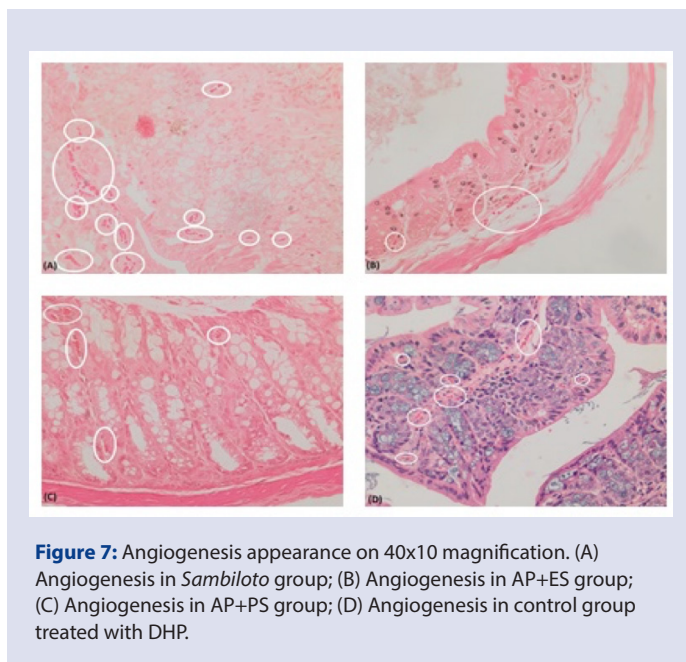 (A)
(B)
(C)
(D)
Figure 7: Angiogenesis appearance on 40x10 magnification. (A)
Angiogenesis in Sambiloto group; (B) Angiogenesis in AP+ES group;
(C) Angiogenesis in AP+PS group; (D) Angiogenesis in control group
treated with DHP.